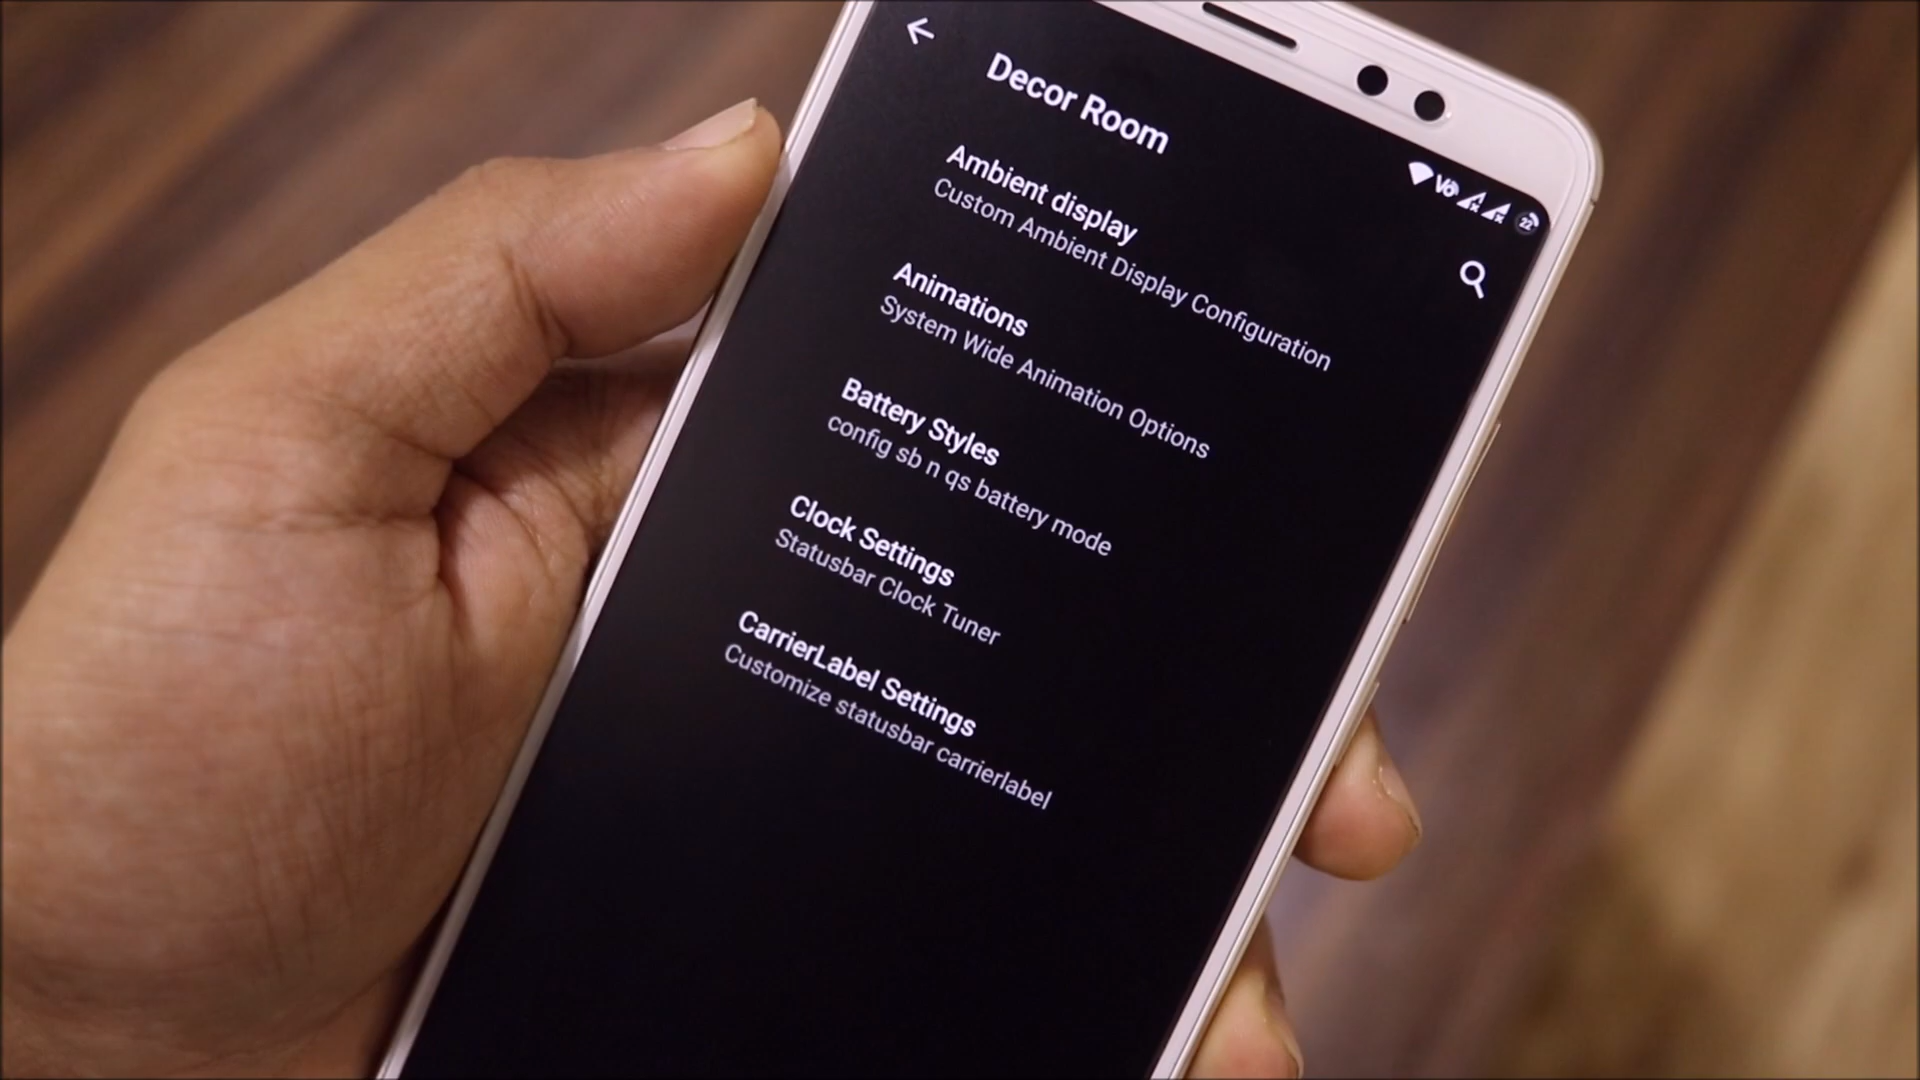 Decor Room
22
Ambient display
Custom Ambient Display Configuration
Animations
System Wide Animation Options
Battery Styles
config sb n qs battery mode
Clock Settings
Statusbar Clock Tuner
CarrierLabel Settings
Customize statusbar carrierlabel